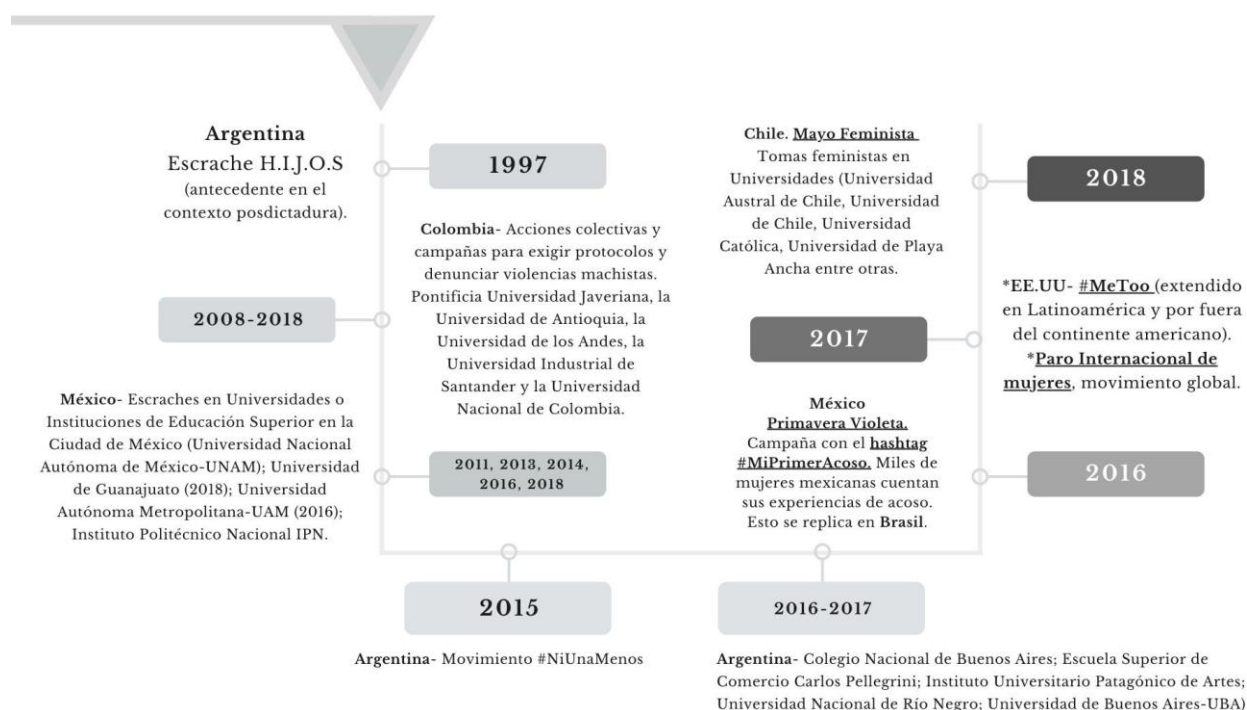 Argentina
Escrache H.I.J.O.S
(antecedente en el
contexto posdictadura).
1997
2008-2018
Colombia- Acciones colectivas y
campañas para exigir protocolos y
denunciar violencias machistas.
Pontificia Universidad Javeriana, la
Universidad de Antioquia, la
Universidad de los Andes, la
Universidad Industrial de
Santander y la Universidad
Nacional de Colombia.
México- Escraches en Universidades o
Instituciones de Educación Superior en la
Ciudad de México (Universidad Nacional
Autónoma de México-UNAM); Universidad
de Guanajuato (2018); Universidad
Autónoma Metropolitana-UAM (2016);
Instituto Politécnico Nacional IPN.
2011, 2013, 2014,
2016, 2018
2015
Argentina- Movimiento #NiUnaMenos
2016-2017
Argentina- Colegio Nacional de Buenos Aires; Escuela Superior de
Comercio Carlos Pellegrini; Instituto Universitario Patagónico de Artes;
Universidad Nacional de Río Negro; Universidad de Buenos Aires-UBA)
Chile. Mayo Feminista
Tomas feministas en
Universidades (Universidad
Austral de Chile, Universidad
de Chile, Universidad
Católica, Universidad de Playa
Ancha entre otras.
2018
2017
*EE.UU- #MeToo (extendido
en Latinoamérica y por fuera
del continente americano).
*Paro Internacional de
mujeres, movimiento global.
México
Primavera Violeta.
Campaña con el hashtag
#MiPrimerAcoso. Miles de
mujeres mexicanas cuentan
sus experiencias de acoso.
Esto se replica en Brasil.
2016